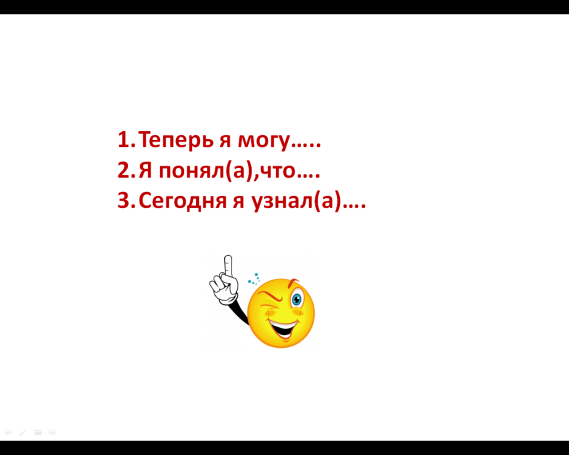 1.Теперь я могу…..
2.Я понял(а),что….
3.Сегодня я узнал(а)….